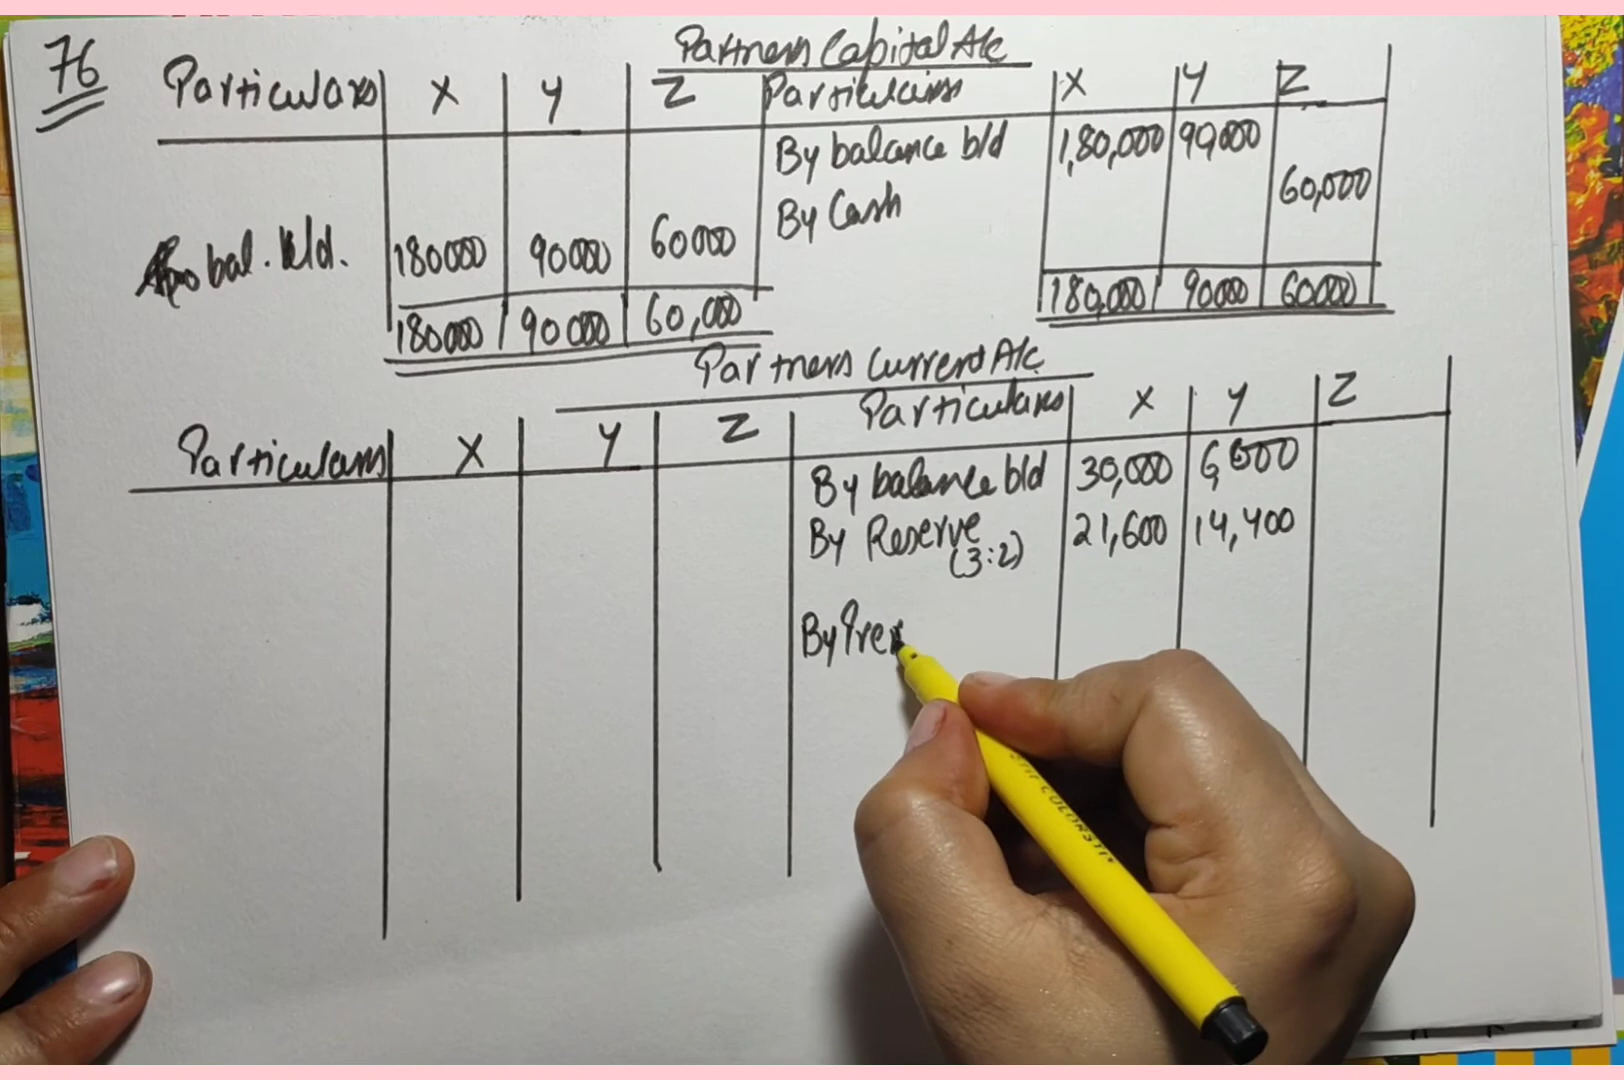 76
Partners Capital A/c
Particulars X Y Z Particulars X Y Z
By balance b/d 1,80,000 99000
By Cash 60,000
bal. c/d. 180000 90000 60000
180,000 90000 60000
180000 90000 60,000
Partners Current A/c
Particulars X Y Z Particulars X Y Z
By balance b/d 30,000 6,000
By Reserve 21,600 14,400
(3:2)
By Pre